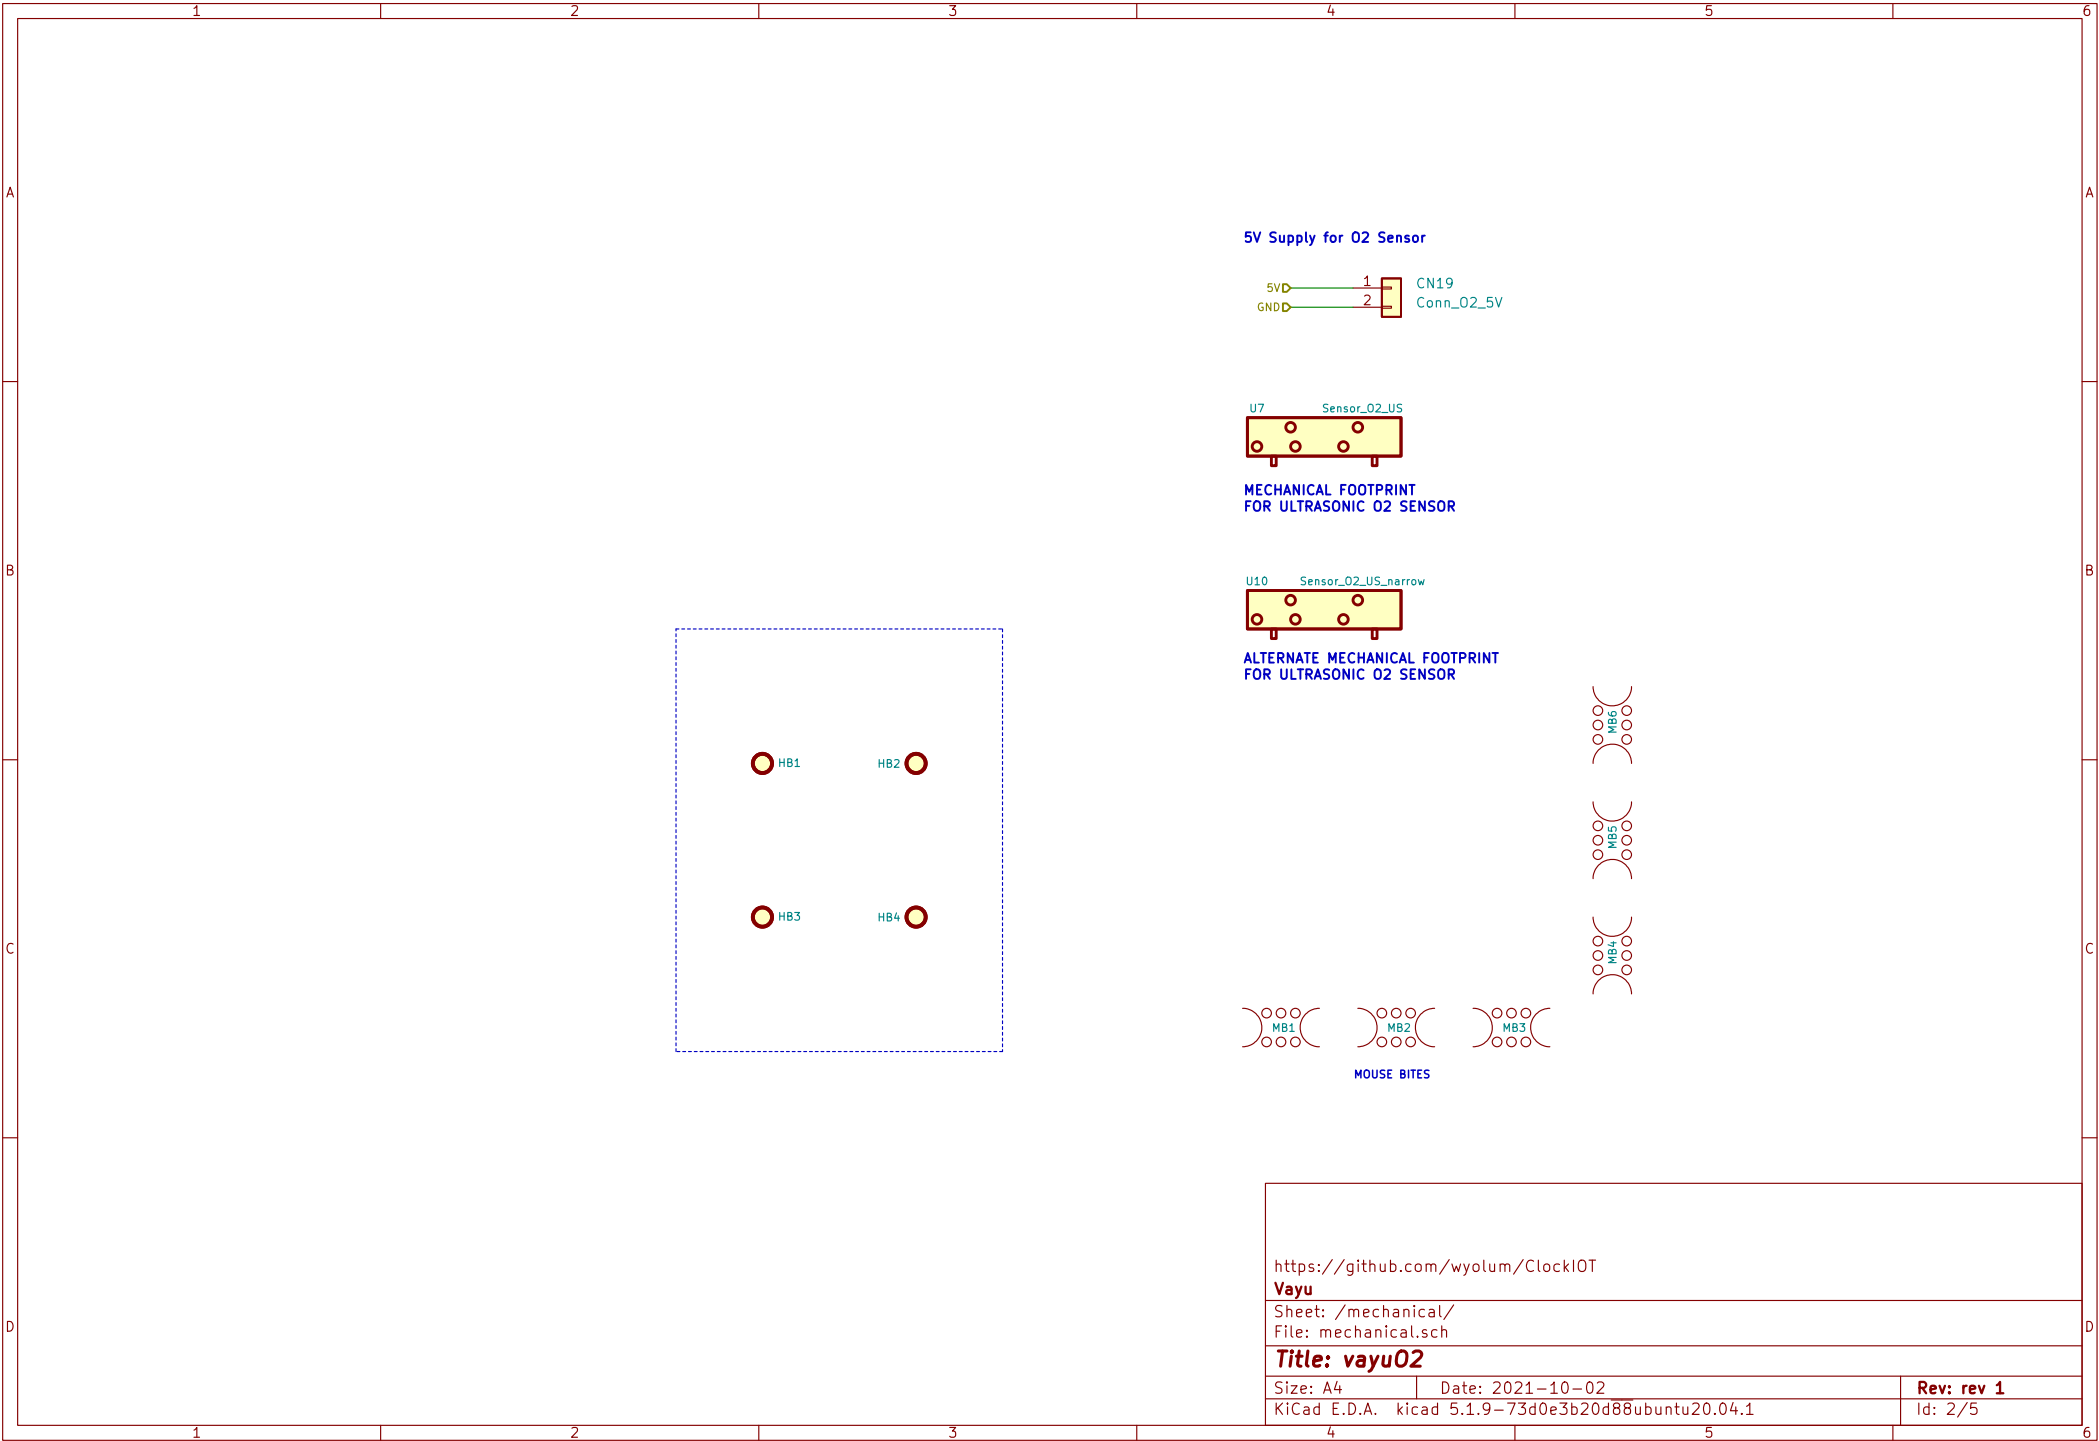 1 2 3 4 5 6
A A
5V Supply for O2 Sensor
5V 1 CN19
GND 2 Conn_O2_5V
U7 Sensor_O2_US
MECHANICAL FOOTPRINT
FOR ULTRASONIC O2 SENSOR
B B
U10 Sensor_O2_US_narrow
ALTERNATE MECHANICAL FOOTPRINT
FOR ULTRASONIC O2 SENSOR
MB6
HB1 HB2
MB5
HB3 HB4
MB4
C C
MB1 MB2 MB3
MOUSE BITES
https://github.com/wyolum/ClockIOT
Vayu
Sheet: /mechanical/
File: mechanical.sch
D D
Title: vayuO2
Size: A4 Date: 2021-10-02 Rev: rev 1
KiCad E.D.A. kicad 5.1.9-73d0e3b20d88ubuntu20.04.1 Id: 2/5
1 2 3 4 5 6